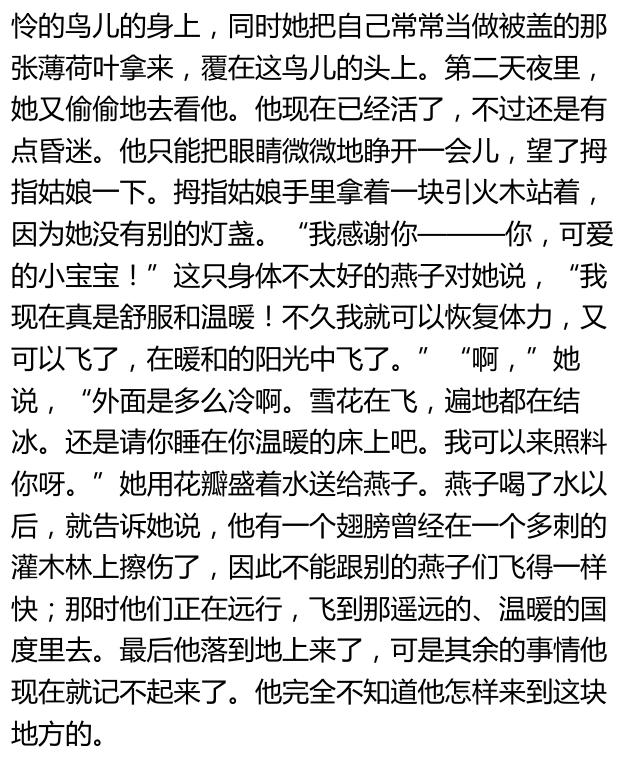 怜的鸟儿的身上，同时她把自己常常当做被盖的那
张薄荷叶拿来，覆在这鸟儿的头上。第二天夜里，
她又偷偷地去看他。他现在已经活了，不过还是有
点昏迷。他只能把眼睛微微地睁开一会儿，望了拇
指姑娘一下。拇指姑娘手里拿着一块引火木站着，
因为她没有别的灯盏。“我感谢你———你，可爱
的小宝宝！”这只身体不太好的燕子对她说，“我
现在真是舒服和温暖！不久我就可以恢复体力，又
可以飞了，在暖和的阳光中飞了。”“啊，”她
说，“外面是多么冷啊。雪花在飞，遍地都在结
冰。还是请你睡在你温暖的床上吧。我可以来照料
你呀。”她用花瓣盛着水送给燕子。燕子喝了水以
后，就告诉她说，他有一个翅膀曾经在一个多刺的
灌木林上擦伤了，因此不能跟别的燕子们飞得一样
快；那时他们正在远行，飞到那遥远的、温暖的国
度里去。最后他落到地上来了，可是其余的事情他
现在就记不起来了。他完全不知道他怎样来到这块
地方的。